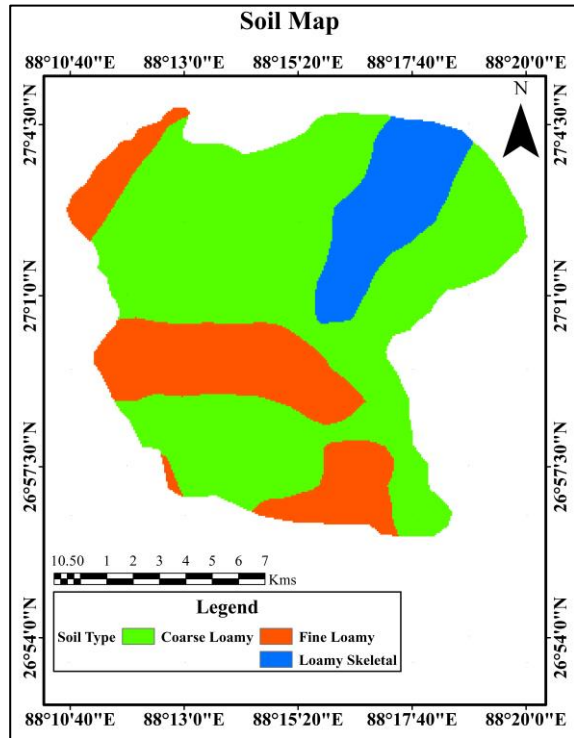 Soil Map
88°10'40"E 88°13'0"E 88°15'20"E 88°17'40"E 88°20'0"E
N
27°4'30"N 27°4'30"N
27°1'0"N 27°1'0"N
26°57'30"N 26°57'30"N
10.50 1 2 3 4 5 6 7
Kms
Legend
Soil Type Coarse Loamy Fine Loamy
Loamy Skeletal
26°54'0"N 26°54'0"N
88°10'40"E 88°13'0"E 88°15'20"E 88°17'40"E 88°20'0"E